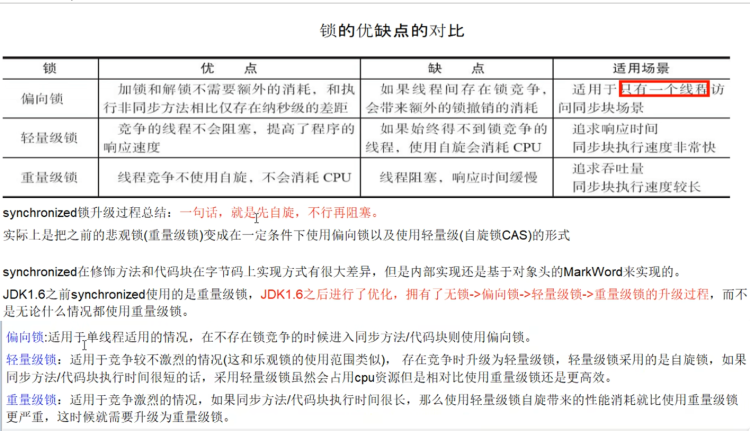 锁的优缺点的对比
锁 优 点 缺 点 适用场景
偏向锁 加锁和解锁不需要额外的消耗，和执 如果线程间存在锁竞争， 适用于只有一个线程访
行非同步方法相比仅存在纳秒级的差距 会带来额外的锁撤销的消耗 问同步块场景
轻量级锁 竞争的线程不会阻塞，提高了程序的 如果始终得不到锁竞争的 追求响应时间
响应速度 线程，使用自旋会消耗 CPU 同步块执行速度非常快
重量级锁 线程竞争不使用自旋，不会消耗 CPU 线程阻塞，响应时间缓慢 追求吞吐量
同步块执行速度较长
synchronized锁升级过程总结：一句话，就是先自旋，不行再阻塞。
实际上是把之前的悲观锁(重量级锁)变成在一定条件下使用偏向锁以及使用轻量级(自旋锁CAS)的形式
synchronized在修饰方法和代码块在字节码上实现方式有很大差异，但是内部实现还是基于对象头的MarkWord来实现的。
JDK1.6之前synchronized使用的是重量级锁，JDK1.6之后进行了优化，拥有了无锁->偏向锁->轻量级锁->重量级锁的升级过程，而不
是无论什么情况都使用重量级锁。
偏向锁:适用于单线程适用的情况，在不存在锁竞争的时候进入同步方法/代码块则使用偏向锁。
轻量级锁：适用于竞争较不激烈的情况(这和乐观锁的使用范围类似)， 存在竞争时升级为轻量级锁，轻量级锁采用的是自旋锁，如果
同步方法/代码块执行时间很短的话，采用轻量级锁虽然会占用cpu资源但是相对比使用重量级锁还是更高效。
重量级锁：适用于竞争激烈的情况，如果同步方法/代码块执行时间很长，那么使用轻量级锁自旋带来的性能消耗就比使用重量级锁
更严重，这时候就需要升级为重量级锁。